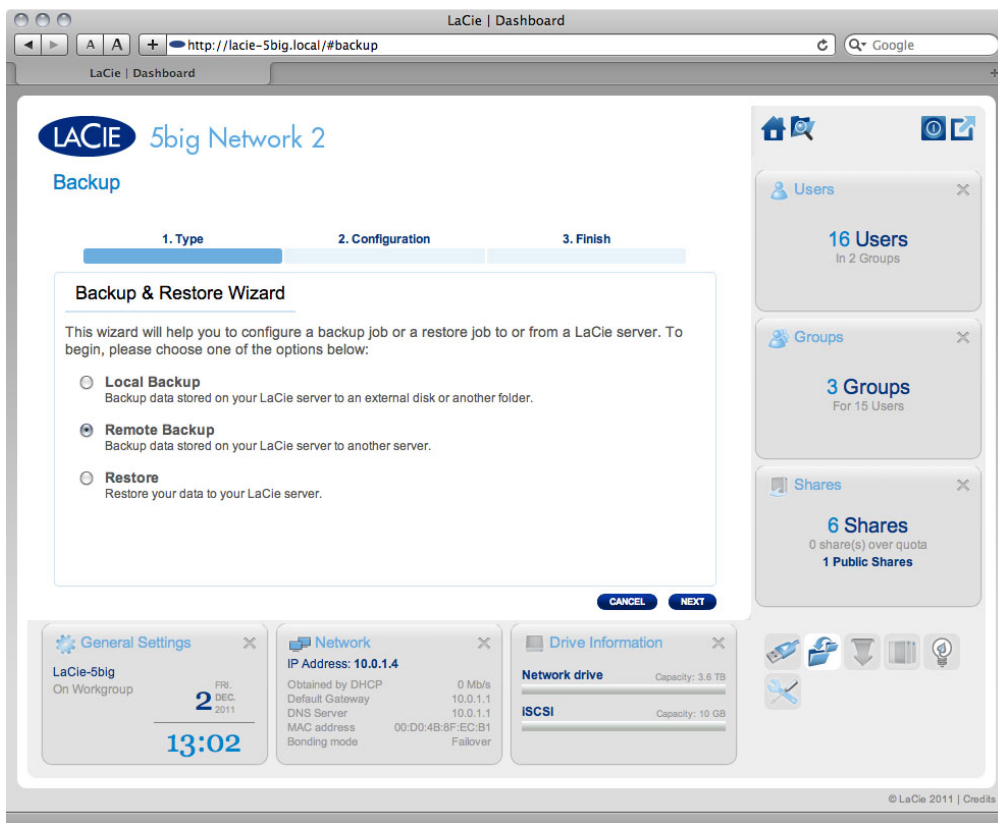 LaCie | Dashboard
A A + http://lacie-5big.local/#backup Google
LaCie | Dashboard
LACIE 5big Network 2
Backup
1. Type 2. Configuration 3. Finish
Backup & Restore Wizard
This wizard will help you to configure a backup job or a restore job to or from a LaCie server. To
begin, please choose one of the options below:
Local Backup
Backup data stored on your LaCie server to an external disk or another folder.
Remote Backup
Backup data stored on your LaCie server to another server.
Restore
Restore your data to your LaCie server.
CANCEL NEXT
Users
16 Users
In 2 Groups
Groups
3 Groups
For 15 Users
Shares
6 Shares
0 share(s) over quota
1 Public Shares
General Settings
LaCie-5big
On Workgroup
FRI.
2 DEC.
2011
13:02
Network
IP Address: 10.0.1.4
Obtained by DHCP 0 Mb/s
Default Gateway 10.0.1.1
DNS Server 10.0.1.1
MAC address 00:D0:4B:8F:EC:B1
Bonding mode Failover
Drive Information
Network drive Capacity: 3.6 TB
iSCSI Capacity: 10 GB
© LaCie 2011 | Credits